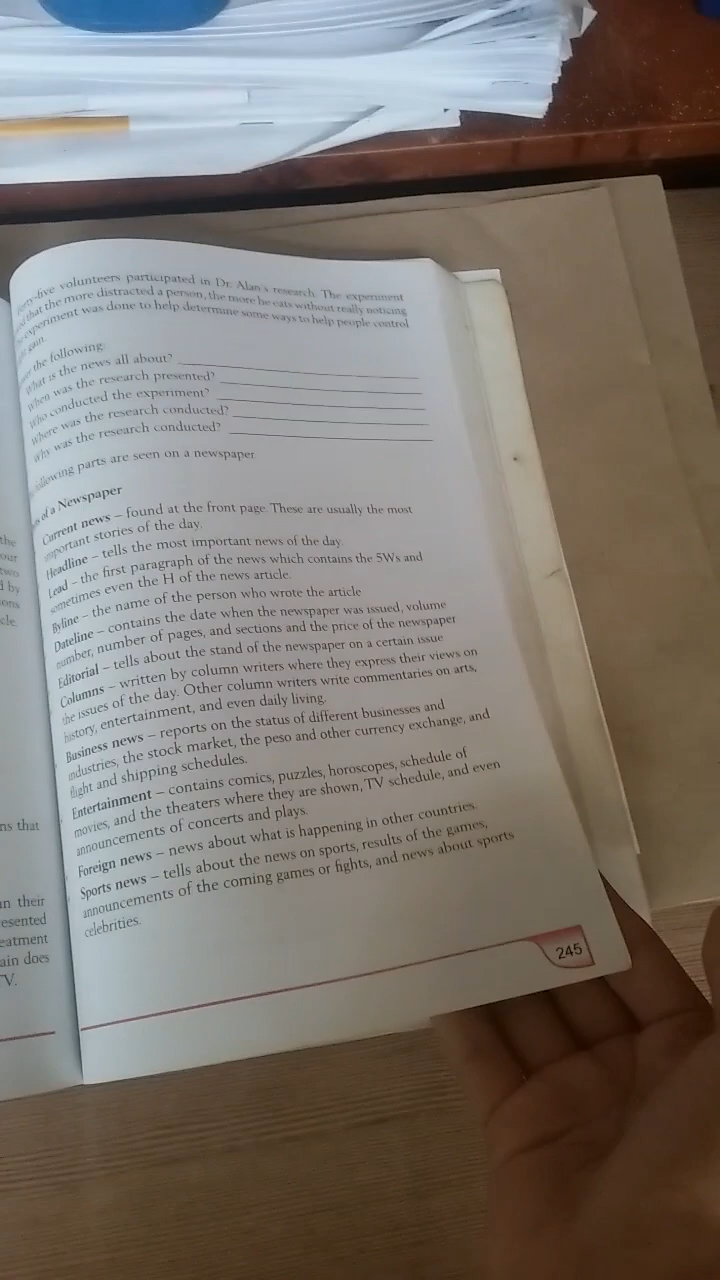 the
our
two
d by
ons
cle.
ns that
an their
esented
eatment
ain does
TV.
-five volunteers participated in Dr. Alan's research. The experiment
that the more distracted a person, the more he eats without really noticing
experiment was done to help determine some ways to help people control
gain.
the following:
What is the news all about?
When was the research presented?
Who conducted the experiment?
Where was the research conducted?
Why was the research conducted?
following parts are seen on a newspaper.
of a Newspaper
Current news – found at the front page. These are usually the most
important stories of the day.
Headline – tells the most important news of the day.
Lead – the first paragraph of the news which contains the 5Ws and
sometimes even the H of the news article.
Byline – the name of the person who wrote the article
Dateline – contains the date when the newspaper was issued, volume
number, number of pages, and sections and the price of the newspaper
Editorial – tells about the stand of the newspaper on a certain issue
Columns – written by column writers where they express their views on
the issues of the day. Other column writers write commentaries on arts,
history, entertainment, and even daily living.
Business news – reports on the status of different businesses and
industries, the stock market, the peso and other currency exchange, and
flight and shipping schedules.
Entertainment – contains comics, puzzles, horoscopes, schedule of
movies, and the theaters where they are shown, TV schedule, and even
announcements of concerts and plays.
Foreign news – news about what is happening in other countries.
Sports news – tells about the news on sports, results of the games,
announcements of the coming games or fights, and news about sports
celebrities.
245